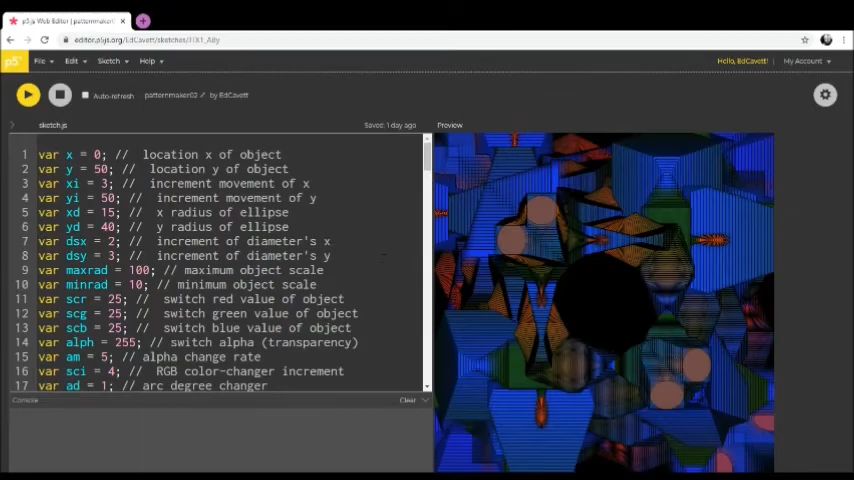 p5.js Web Editor | patternmaker
editor.p5js.org/EdCavett/sketches/
p5* File Edit Sketch Help Hello, EdCavett! | My Account
Auto-refresh patternmaker02 by EdCavett
sketch.js Saved: 1 day ago Preview
1 var x = 0; // location x of object
2 var y = 50; // location y of object
3 var xi = 3; // increment movement of x
4 var yi = 50; // increment movement of y
5 var xd = 15; // x radius of ellipse
6 var yd = 40; // y radius of ellipse
7 var dsx = 2; // increment of diameter's x
8 var dsy = 3; // increment of diameter's y
9 var maxrad = 100; // maximum object scale
10 var minrad = 10; // minimum object scale
11 var scr = 25; // switch red value of object
12 var scg = 25; // switch green value of object
13 var scb = 25; // switch blue value of object
14 var alph = 255; // switch alpha (transparency)
15 var am = 5; // alpha change rate
16 var sci = 4; // RGB color-changer increment
17 var ad = 1; // arc degree changer
Console Clear